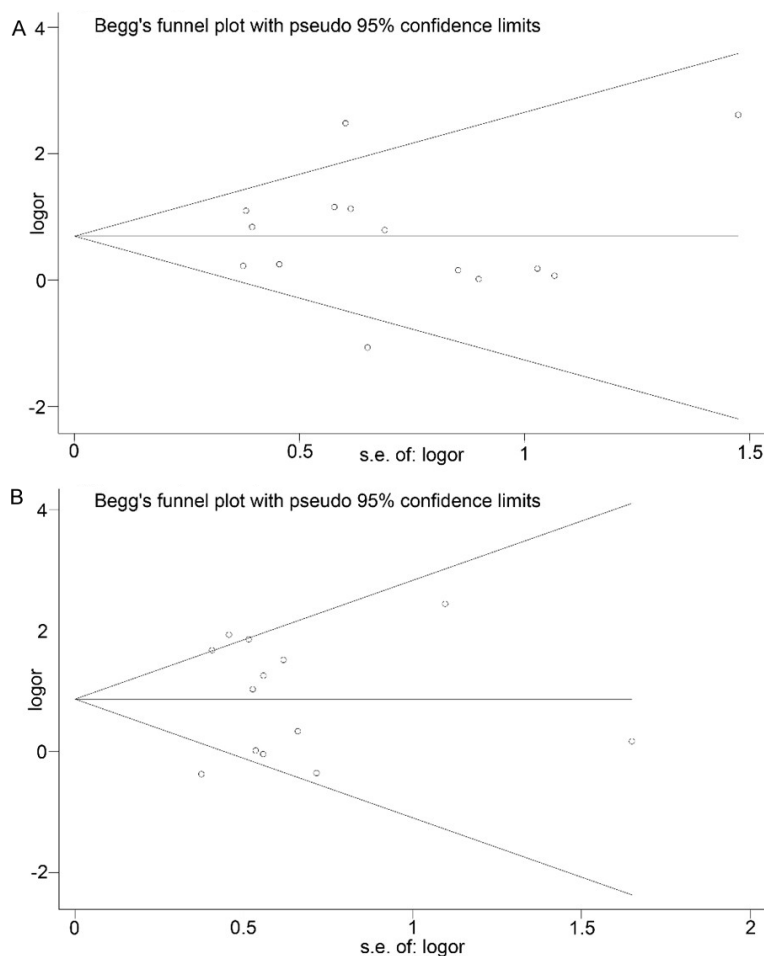 A
Begg's funnel plot with pseudo 95% confidence limits
4
2
0
-2
logor
0 0.5 1 1.5
s.e. of: logor
B
Begg's funnel plot with pseudo 95% confidence limits
4
2
0
-2
logor
0 0.5 1 1.5 2
s.e. of: logor